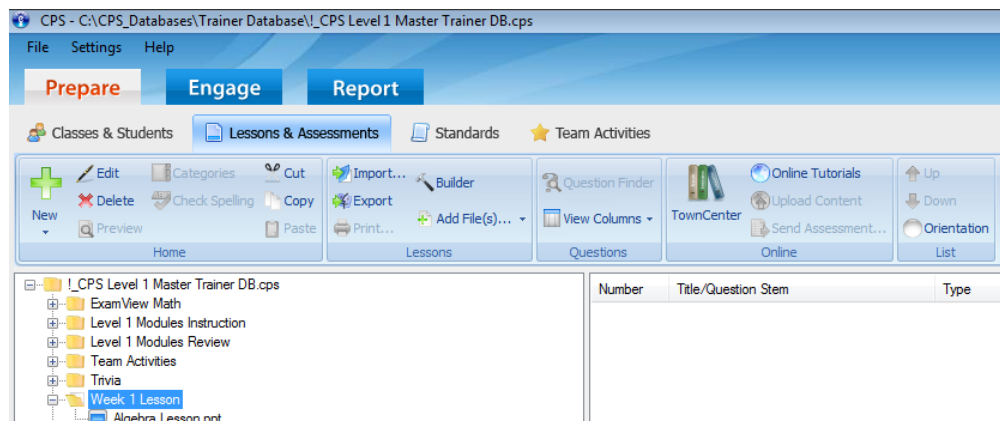 CPS - C:\CPS_Databases\Trainer Database\!_CPS Level 1 Master Trainer DB.cps
File Settings Help
Prepare Engage Report
Classes & Students Lessons & Assessments Standards Team Activities
Edit Categories Cut Import... Builder Question Finder Online Tutorials Up
New Delete Check Spelling Copy Export Add File(s)... View Columns TownCenter Upload Content Down
Preview Paste Print... Send Assessment... Orientation
Home Lessons Questions Online List
!_CPS Level 1 Master Trainer DB.cps Number Title/Question Stem Type
ExamView Math
Level 1 Modules Instruction
Level 1 Modules Review
Team Activities
Trivia
Week 1 Lesson
Algebra Lesson.ppt